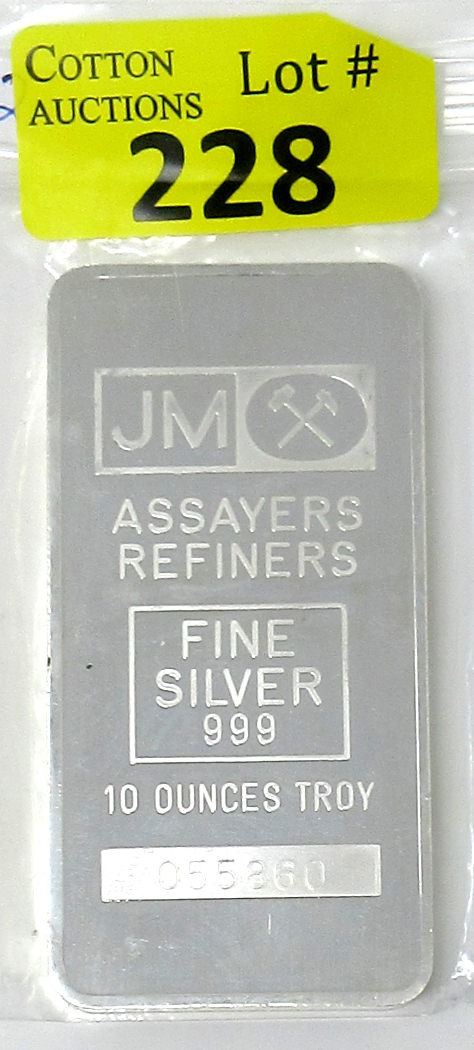 COTTON
AUCTIONS
Lot #
228
JM
ASSAYERS
REFINERS
FINE
SILVER
999
10 OUNCES TROY